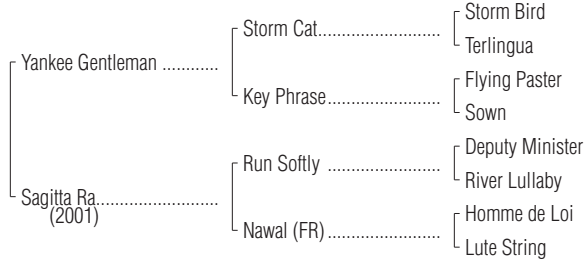 Storm Bird
Storm Cat..............................
Terlingua
Yankee Gentleman ..............
Flying Paster
Key Phrase............................
Sown
Deputy Minister
Run Softly ............................
River Lullaby
Sagitta Ra..............................
(2001)
Homme de Loi
Nawal (FR)............................
Lute String